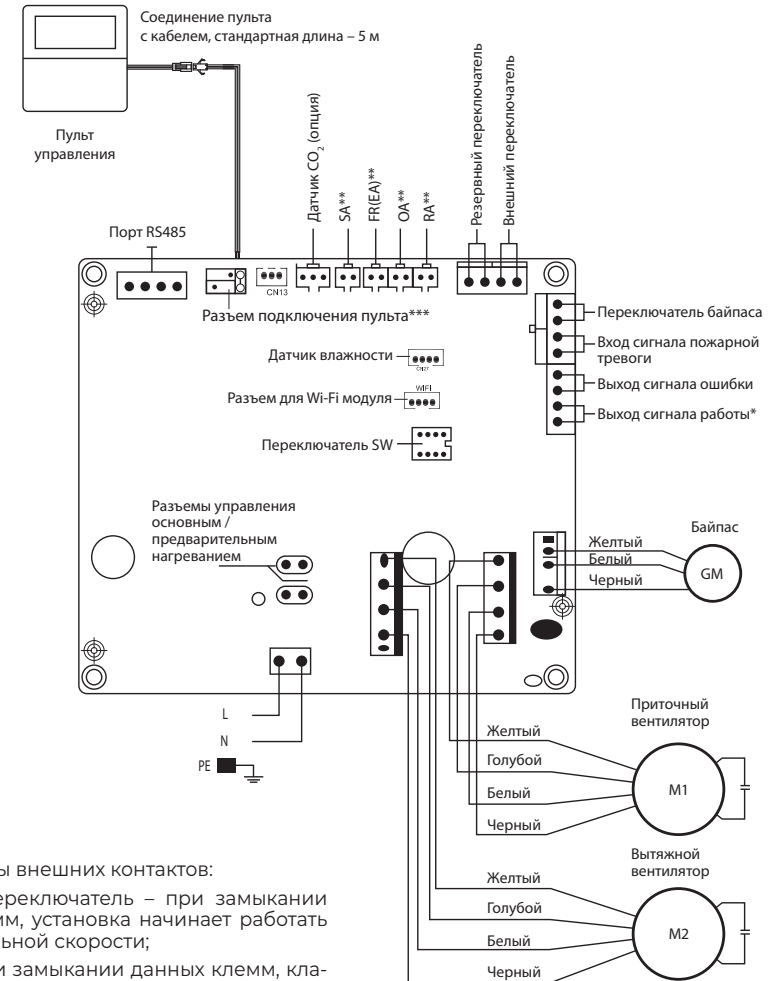 Соединение пульта
с кабелем, стандартная длина – 5 м
Пульт
управления
Датчик CO2 (опция)
SA**
FR(EA)**
OA**
RA**
Резервный переключатель
Внешний переключатель
Порт RS485
CN13
Разъем подключения пульта***
Датчик влажности
CN27
WIFI
Разъем для Wi-Fi модуля
Переключатель SW
Переключатель байпаса
Вход сигнала пожарной
тревоги
Выход сигнала ошибки
Выход сигнала работы*
Разъемы управления
основным /
предварительным
нагреванием
Байпас
Желтый
Белый
Черный
GM
L
N
PE
Приточный
вентилятор
Желтый
Голубой
Белый
Черный
M1
Вытяжной
вентилятор
Желтый
Голубой
Белый
Черный
M2
ы внешних контактов:
ереключатель – при замыкании
мм, установка начинает работать
льной скорости;
и замыкании данных клемм, кла-